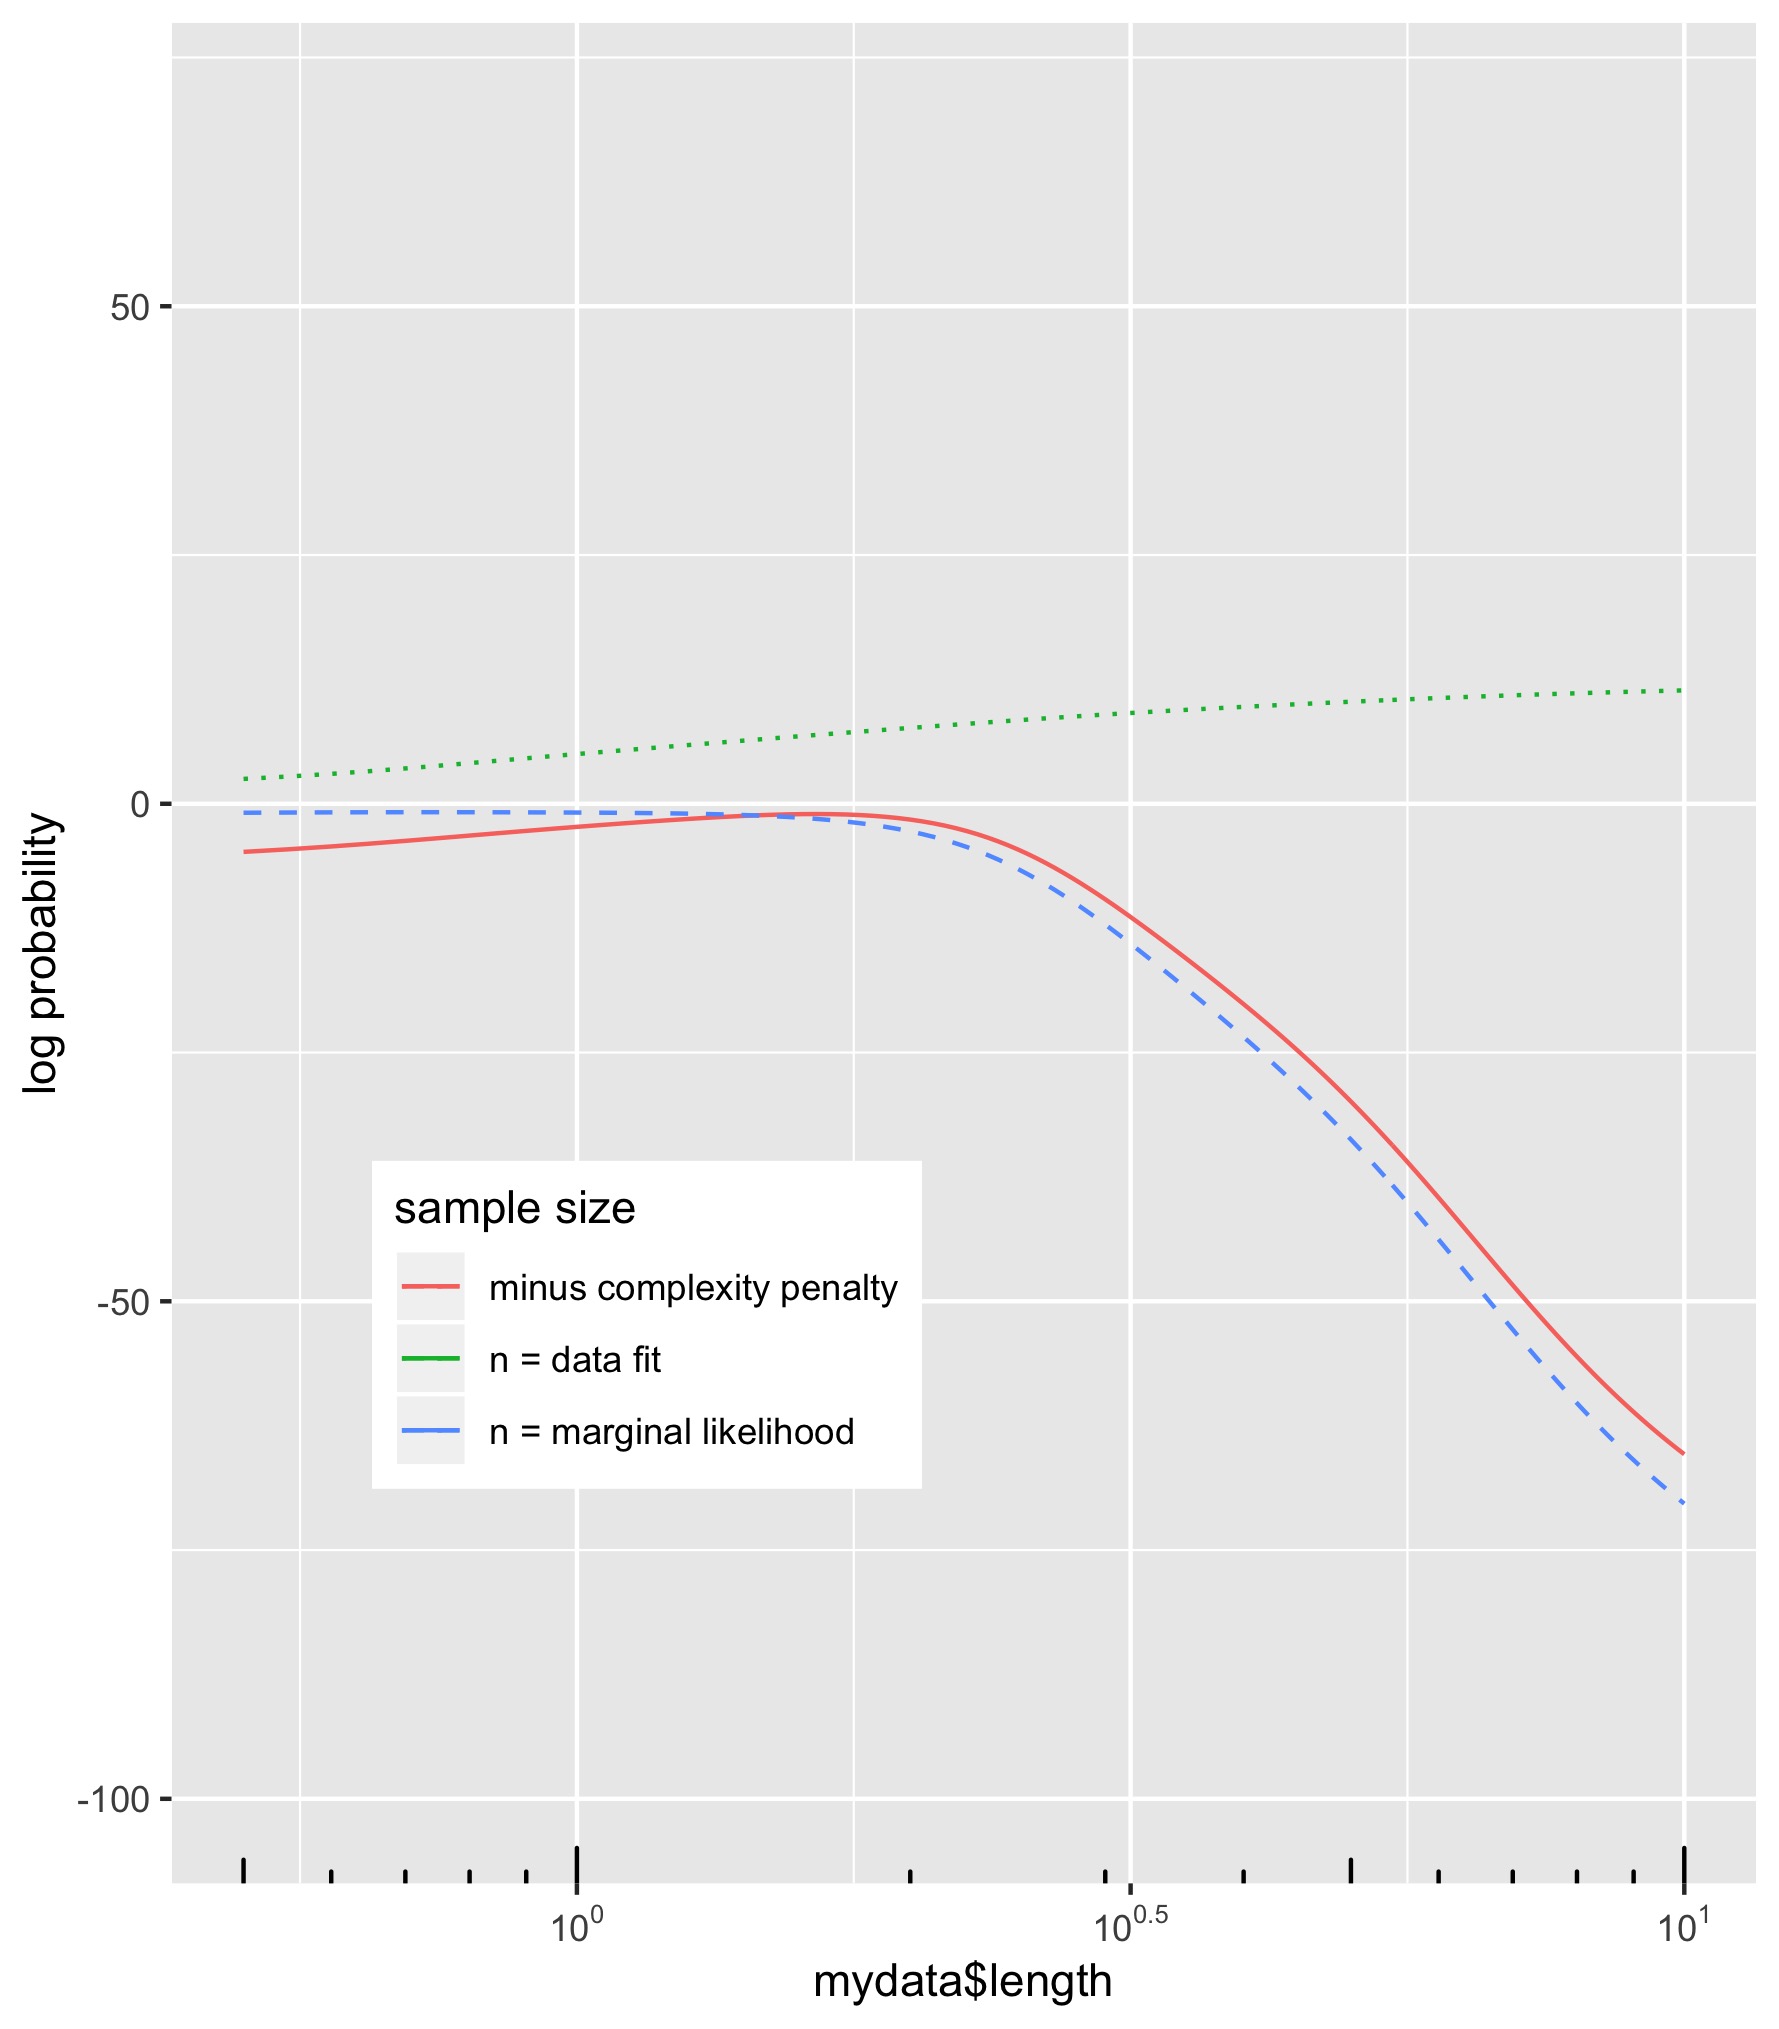 50
0
-50
-100
log probability
sample size
minus complexity penalty
n = data fit
n = marginal likelihood
10^0 10^0.5 10^1
mydata$length